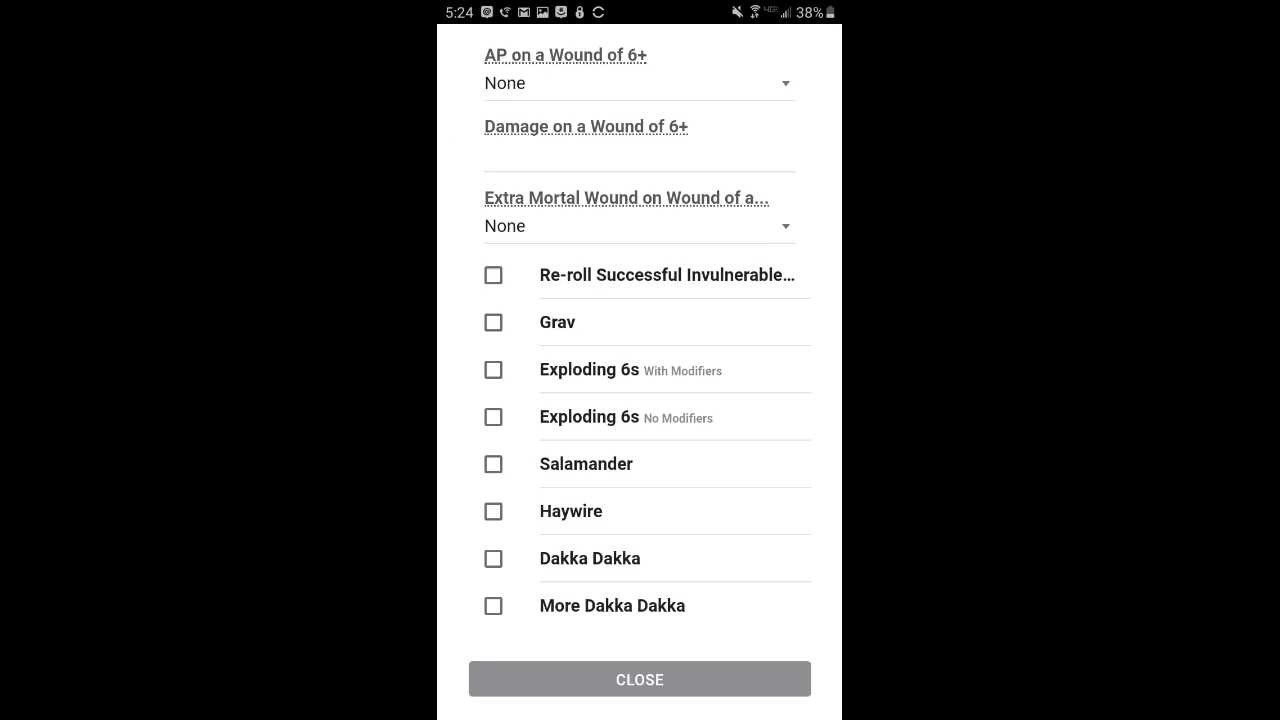 5:24 38%
AP on a Wound of 6+
None
Damage on a Wound of 6+
Extra Mortal Wound on Wound of a...
None
Re-roll Successful Invulnerable...
Grav
Exploding 6s With Modifiers
Exploding 6s No Modifiers
Salamander
Haywire
Dakka Dakka
More Dakka Dakka
CLOSE